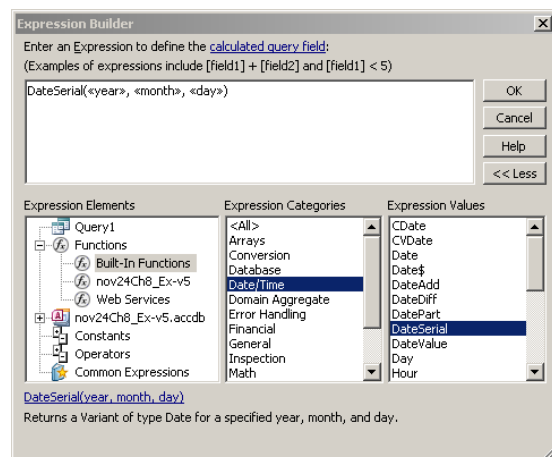 Expression Builder
Enter an Expression to define the calculated query field:
(Examples of expressions include [field1] + [field2] and [field1] < 5)
DateSerial(«year», «month», «day»)
OK
Cancel
Help
<< Less
Expression Elements
Query1
Functions
Built-In Functions
nov24Ch8_Ex-v5
Web Services
nov24Ch8_Ex-v5.accdb
Constants
Operators
Common Expressions
Expression Categories
<All>
Arrays
Conversion
Database
Date/Time
Domain Aggregate
Error Handling
Financial
General
Inspection
Math
Expression Values
CDate
CVDate
Date
Date$
DateAdd
DateDiff
DatePart
DateSerial
DateValue
Day
Hour
DateSerial(year, month, day)
Returns a Variant of type Date for a specified year, month, and day.